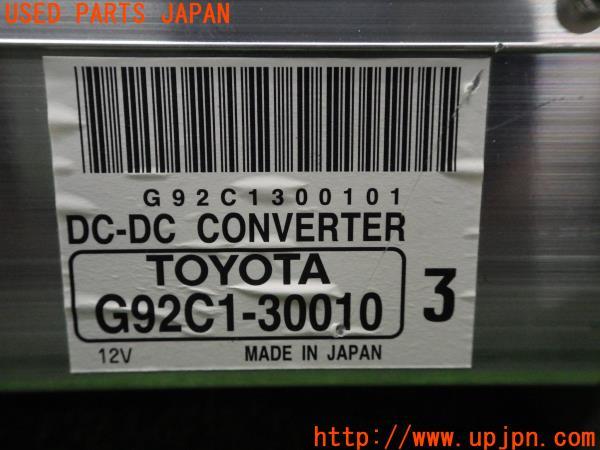 USED PARTS JAPAN
G92C1300101
DC-DC CONVERTER
TOYOTA
G92C1-30010
3
12V MADE IN JAPAN
http://www.upjpn.com/